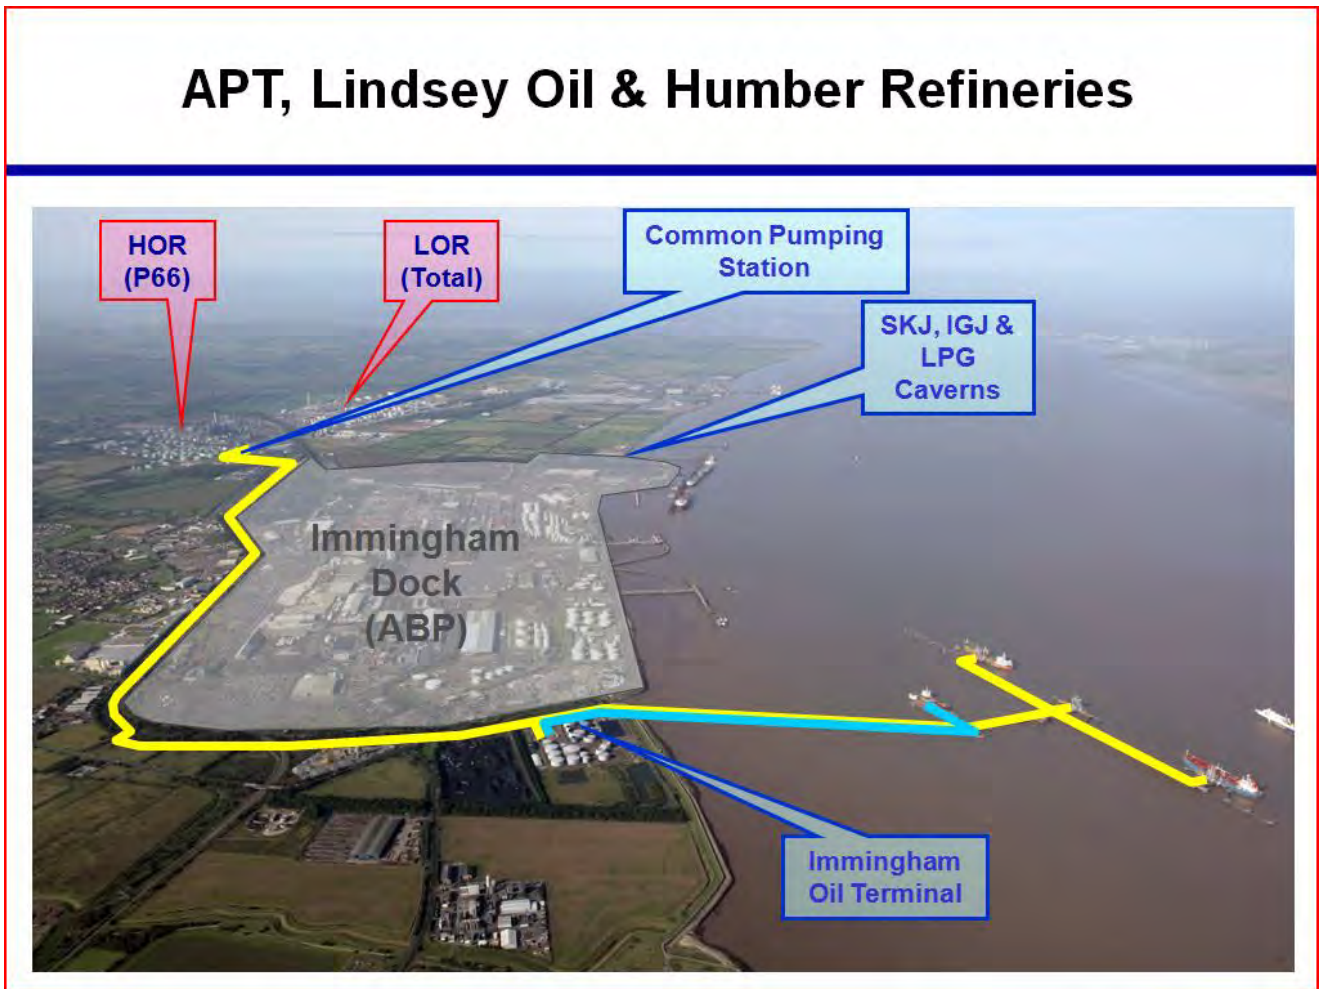 APT, Lindsey Oil & Humber Refineries
HOR
(P66)
LOR
(Total)
Common Pumping
Station
SKJ, IGJ &
LPG
Caverns
Immingham
Dock
(ABP)
Immingham
Oil Terminal